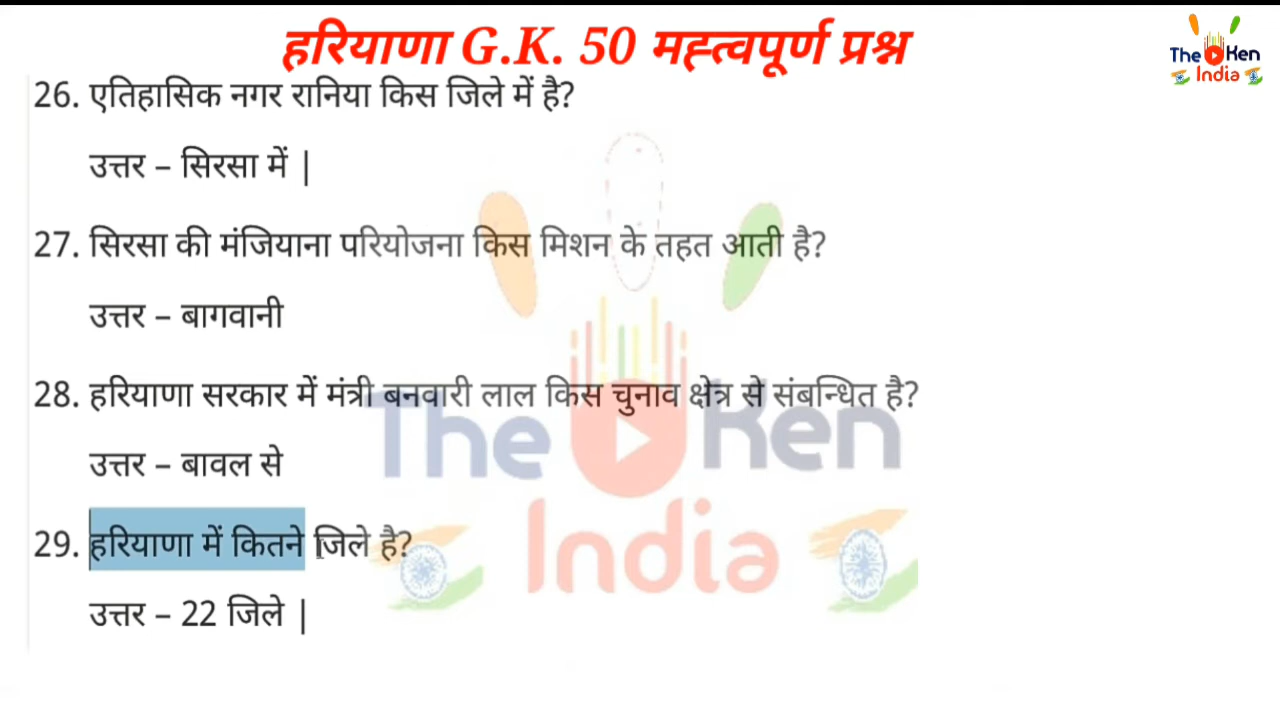 हरियाणा G.K. 50 मह्त्वपूर्ण प्रश्न
The Ken
India
26. एतिहासिक नगर रानिया किस जिले में है?
उत्तर – सिरसा में |
27. सिरसा की मंजियाना परियोजना किस मिशन के तहत आती है?
उत्तर – बागवानी
28. हरियाणा सरकार में मंत्री बनवारी लाल किस चुनाव क्षेत्र से संबन्धित है?
उत्तर – बावल से
The Ken
India
29. हरियाणा में कितने जिले है?
उत्तर – 22 जिले |